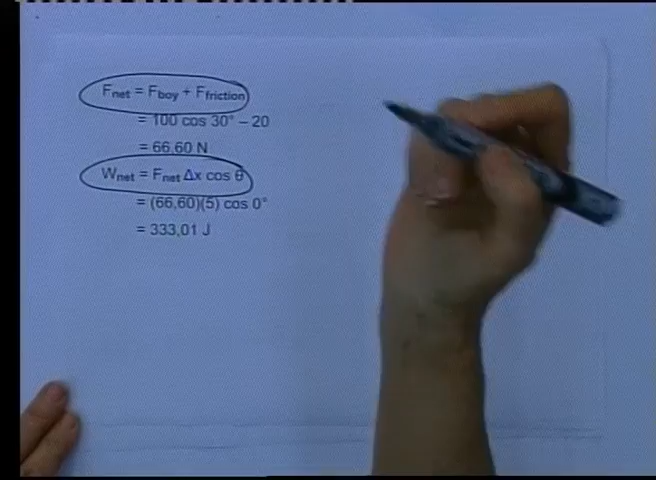 Fnet = Fboy + Ffriction
= 100 cos 30° – 20
= 66,60 N
Wnet = Fnet Δx cos θ
= (66,60)(5) cos 0°
= 333,01 J